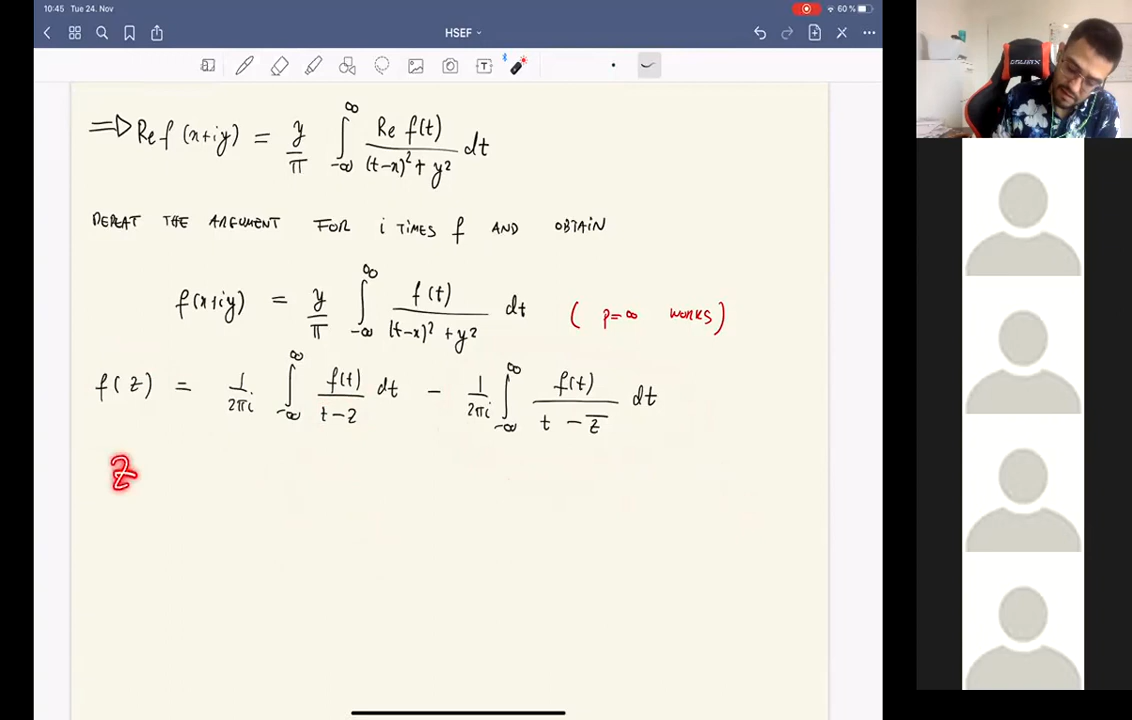 10:45 Tue 24. Nov
60 %
HSEF
⟹ Re f(x+iy) = y/π ∫_{-∞}^{∞} Re f(t) / ((t-x)² + y²) dt
REPEAT THE ARGUMENT FOR i TIMES f AND OBTAIN
f(x+iy) = y/π ∫_{-∞}^{∞} f(t) / ((t-x)² + y²) dt (p=∞ WORKS)
f(z) = 1/2πi ∫_{-∞}^{∞} f(t) / (t-z) dt - 1/2πi ∫_{-∞}^{∞} f(t) / (t - z̅) dt
z